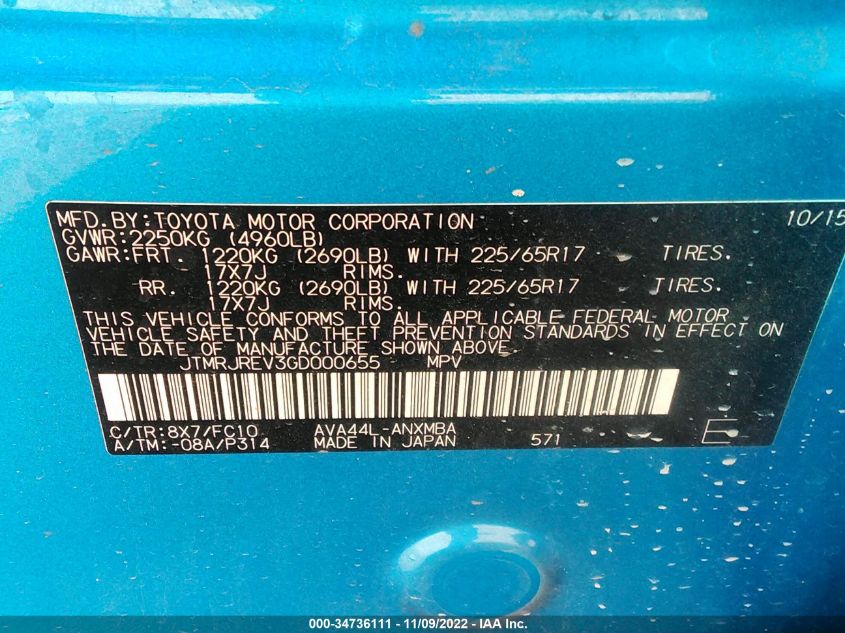 MFD.BY:TOYOTA MOTOR CORPORATION 10/15
GVWR:2250KG (4960LB)
GAWR:FRT. 1220KG (2690LB) WITH 225/65R17 TIRES.
17X7J RIMS.
RR. 1220KG (2690LB) WITH 225/65R17 TIRES.
17X7J RIMS.
THIS VEHICLE CONFORMS TO ALL APPLICABLE FEDERAL MOTOR
VEHICLE SAFETY AND THEFT PREVENTION STANDARDS IN EFFECT ON
THE DATE OF MANUFACTURE SHOWN ABOVE.
JTMRJREV3GD000655 MPV
C/TR:8X7/FC10 AVA44L-ANXMBA
A/TM:-08A/P314 MADE IN JAPAN 571 E
000-34736111 - 11/09/2022 - IAA Inc.